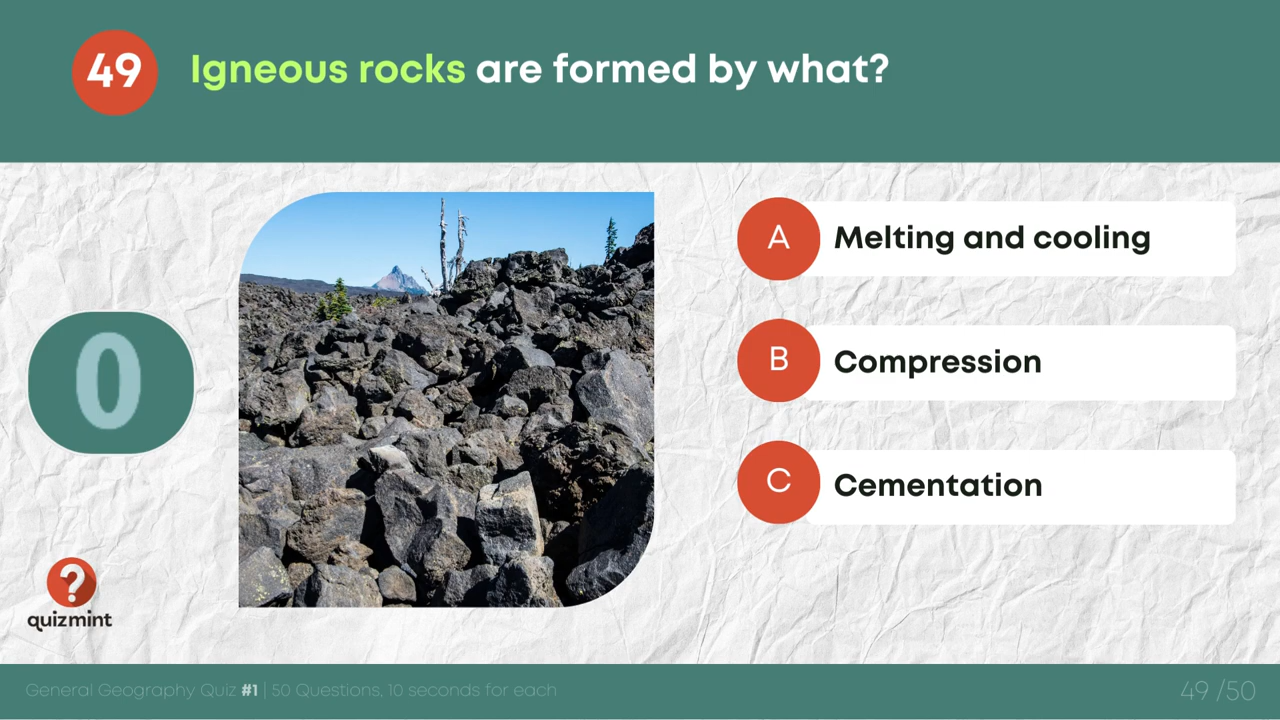 49
Igneous rocks are formed by what?
A
Melting and cooling
B
Compression
C
Cementation
0
?
quizmint
General Geography Quiz #1 | 50 Questions, 10 seconds for each
49 /50